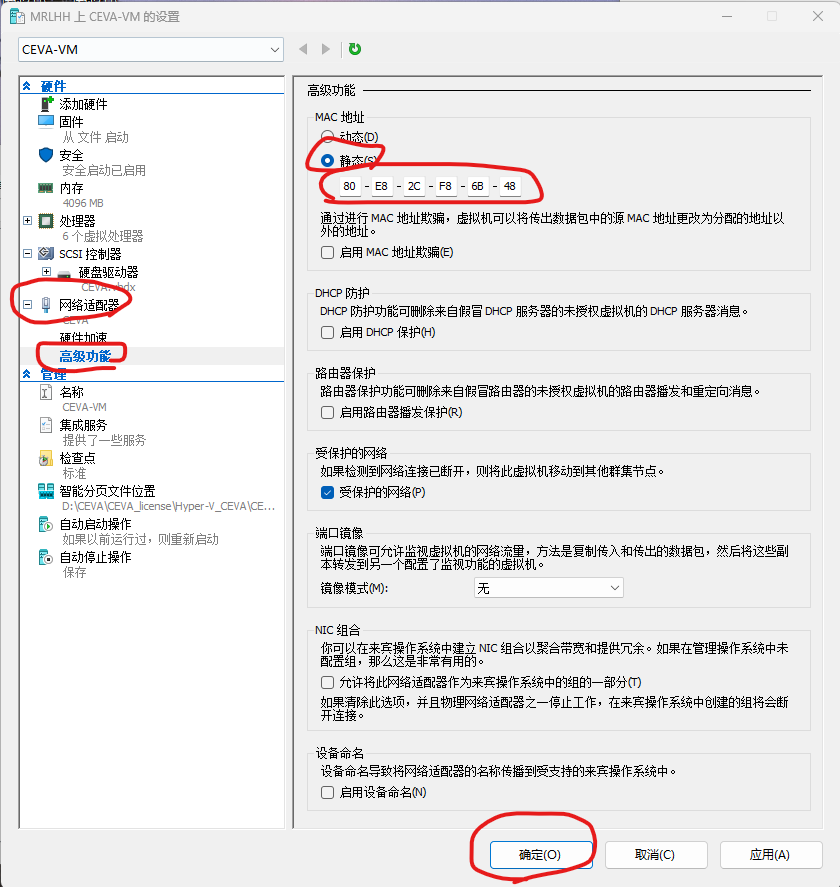 MRLHH 上 CEVA-VM 的设置
CEVA-VM
硬件
添加硬件
固件
从 文件 启动
安全
安全启动已启用
内存
4096 MB
处理器
6 个虚拟处理器
SCSI 控制器
硬盘驱动器
CEVA.vhdx
网络适配器
CEVA
硬件加速
高级功能
管理
名称
CEVA-VM
集成服务
提供了一些服务
检查点
标准
智能分页文件位置
D:\CEVA\CEVA_license\Hyper-V_CEVA\CE...
自动启动操作
如果以前运行过，则重新启动
自动停止操作
保存
高级功能
MAC 地址
动态(D)
静态(S)
80 - E8 - 2C - F8 - 6B - 48
通过进行 MAC 地址欺骗，虚拟机可以将传出数据包中的源 MAC 地址更改为分配的地址以
外的地址。
启用 MAC 地址欺骗(E)
DHCP 防护
DHCP 防护功能可删除来自假冒 DHCP 服务器的未授权虚拟机的 DHCP 服务器消息。
启用 DHCP 保护(H)
路由器保护
路由器保护功能可删除来自假冒路由器的未授权虚拟机的路由器播发和重定向消息。
启用路由器播发保护(R)
受保护的网络
如果检测到网络连接已断开，则将此虚拟机移动到其他群集节点。
受保护的网络(P)
端口镜像
端口镜像可允许监视虚拟机的网络流量，方法是复制传入和传出的数据包，然后将这些副
本转发到另一个配置了监视功能的虚拟机。
镜像模式(M):
无
NIC 组合
你可以在来宾操作系统中建立 NIC 组合以聚合带宽和提供冗余。如果在管理操作系统中未
配置组，那么这是非常有用的。
允许将此网络适配器作为来宾操作系统中的组的一部分(T)
如果清除此选项，并且物理网络适配器之一停止工作，在来宾操作系统中创建的组将会断
开连接。
设备命名
设备命名导致将网络适配器的名称传播到受支持的来宾操作系统中。
启用设备命名(N)
确定(O)
取消(C)
应用(A)